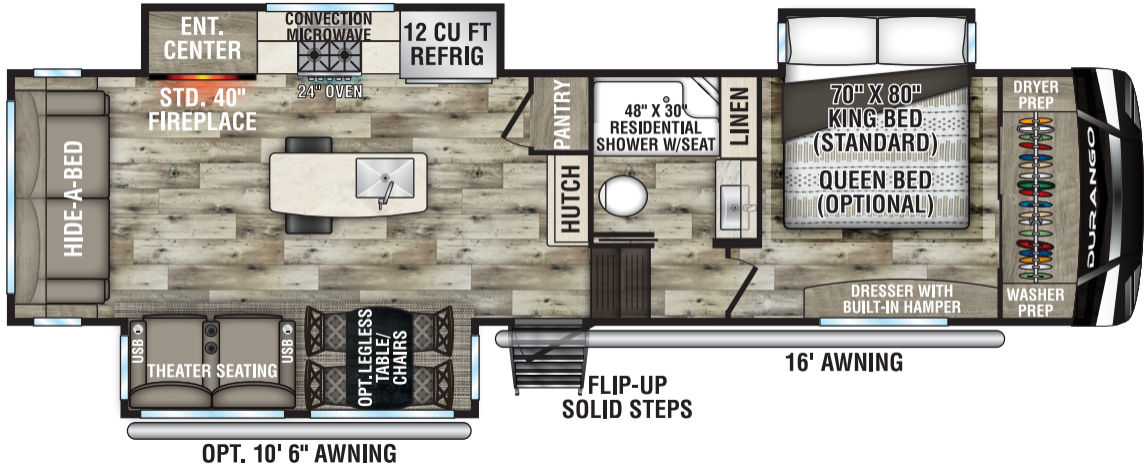 ENT.
CENTER
CONVECTION
MICROWAVE
12 CU FT
REFRIG
24" OVEN
STD. 40"
FIREPLACE
HIDE-A-BED
PANTRY
HUTCH
48" X 30"
RESIDENTIAL
SHOWER W/SEAT
LINEN
70" X 80"
KING BED
(STANDARD)
QUEEN BED
(OPTIONAL)
DRYER
PREP
DURANGO
WASHER
PREP
DRESSER WITH
BUILT-IN HAMPER
USB
THEATER SEATING
USB
OPT. LEGLESS
TABLE/
CHAIRS
16' AWNING
FLIP-UP
SOLID STEPS
OPT. 10' 6" AWNING